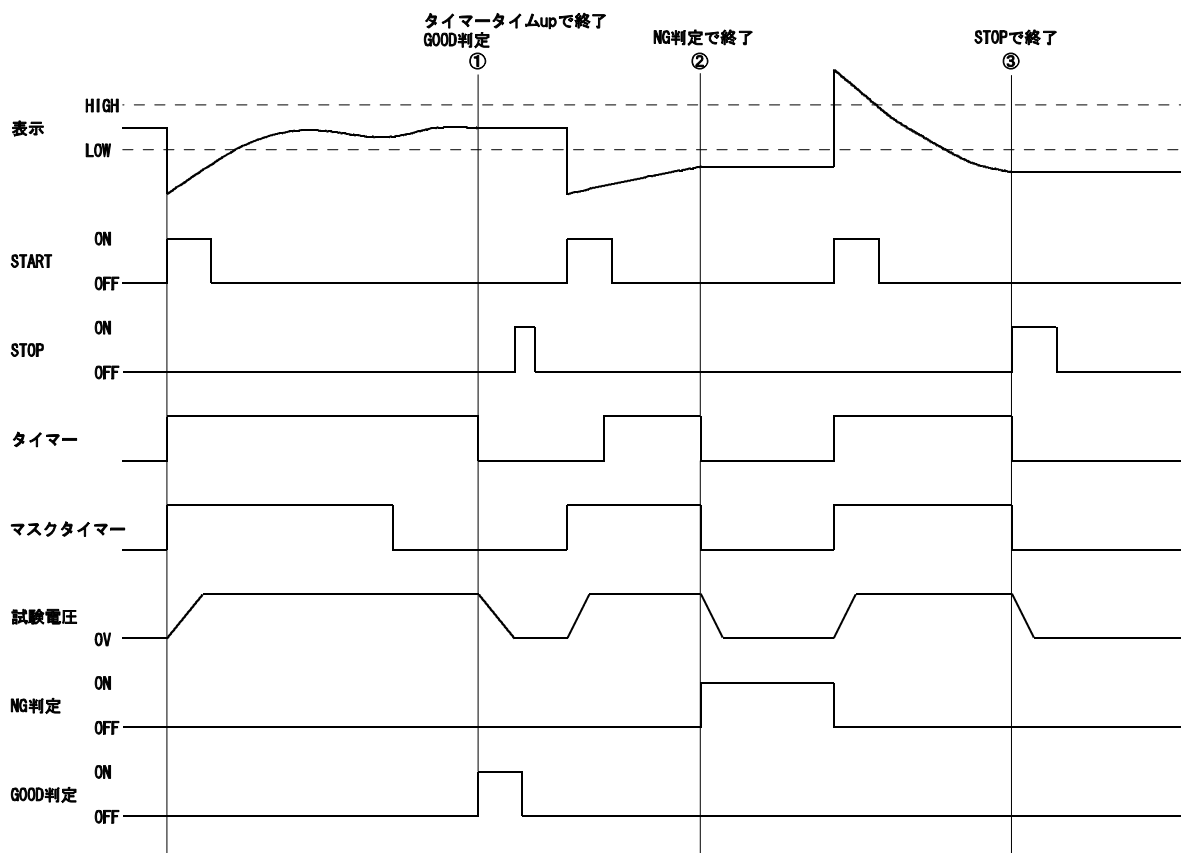 タイマータイムupで終了
GOOD判定
①
NG判定で終了
②
STOPで終了
③
表示
HIGH
LOW
START
ON
OFF
STOP
ON
OFF
タイマー
マスクタイマー
試験電圧
0V
NG判定
ON
OFF
GOOD判定
ON
OFF